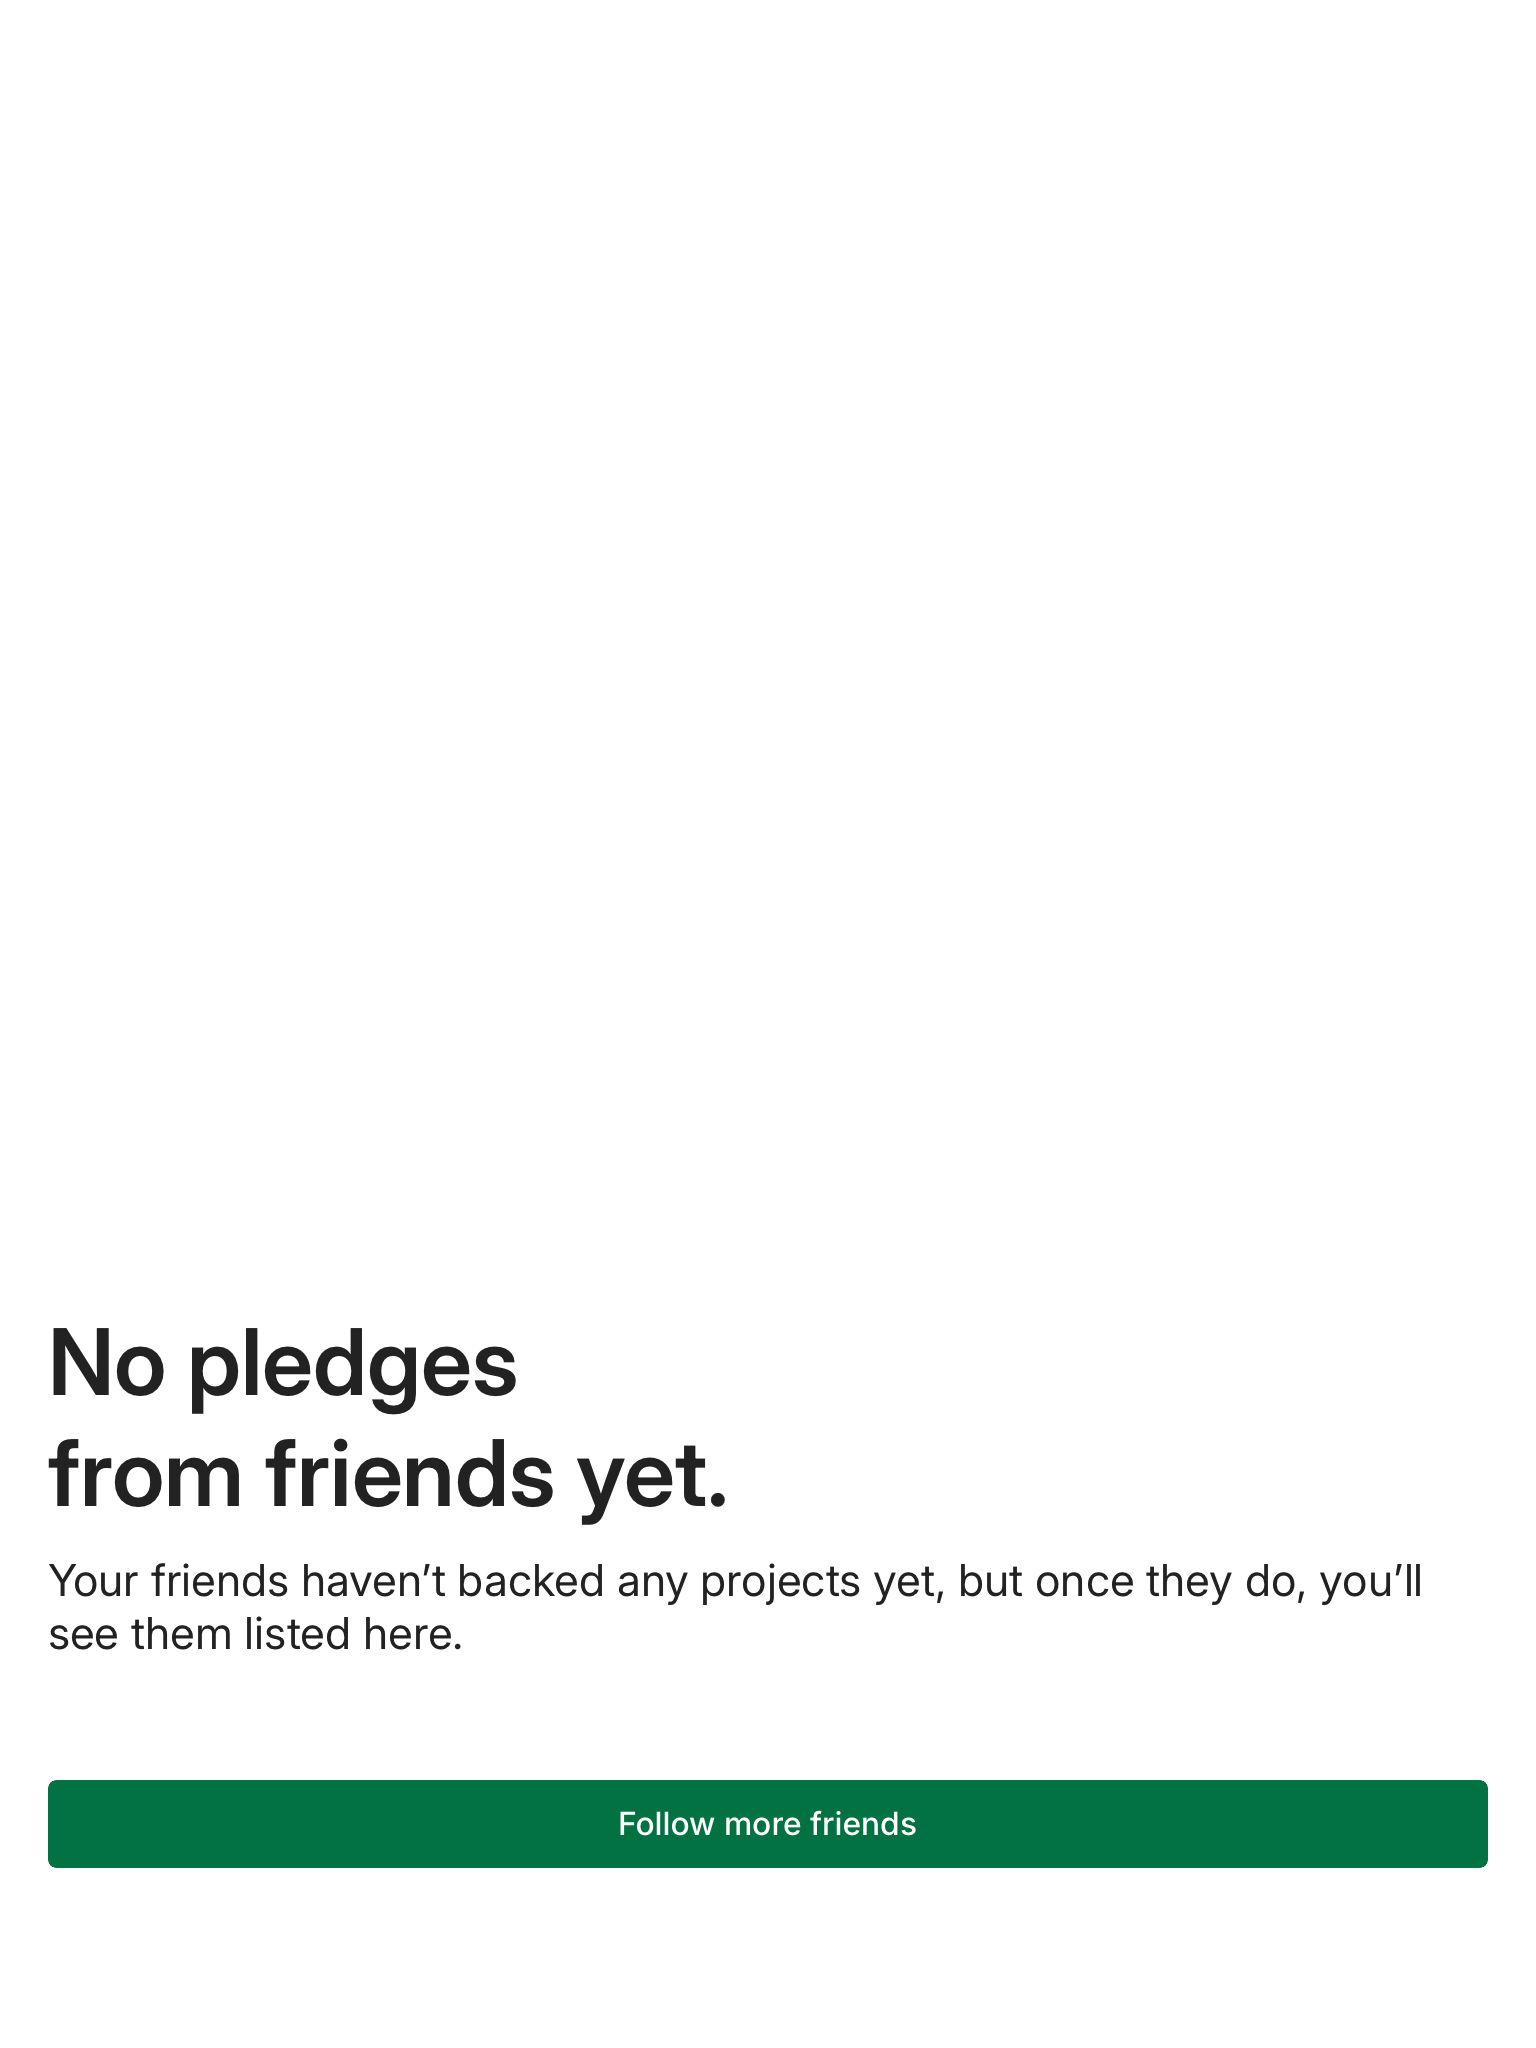 No pledges
from friends yet.
Your friends haven’t backed any projects yet, but once they do, you’ll
see them listed here.
Follow more friends